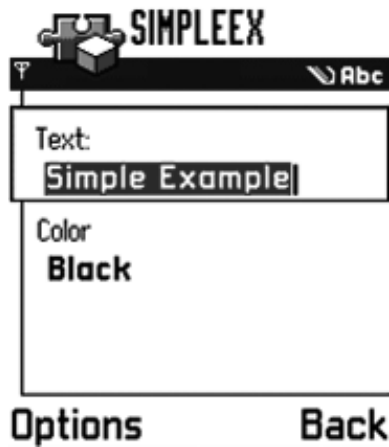 SIMPLEEX
Abc
Text:
Simple Example
Color
Black
Options Back